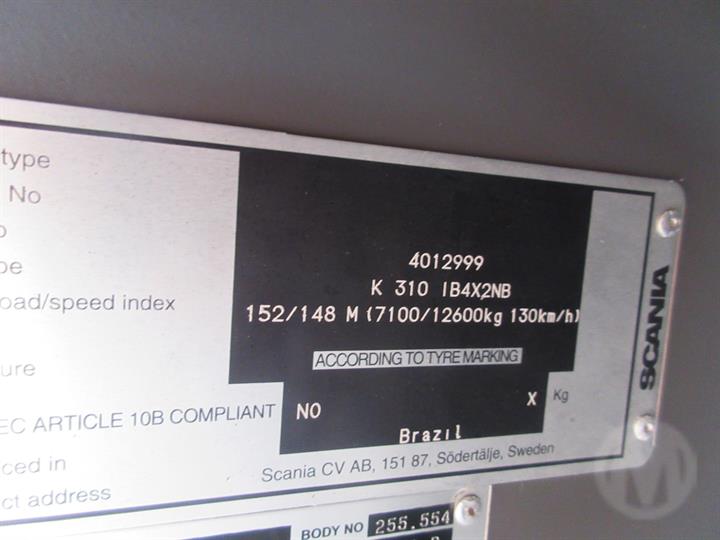 type
No
4012999
K 310 IB4X2NB
oad/speed index 152/148 M (7100/12600kg 130km/h)
ACCORDING TO TYRE MARKING
ure
EC ARTICLE 10B COMPLIANT NO X Kg
ced in Brazil
ct address Scania CV AB, 151 87, Södertälje, Sweden
SCANIA
BODY NO 255.554
M